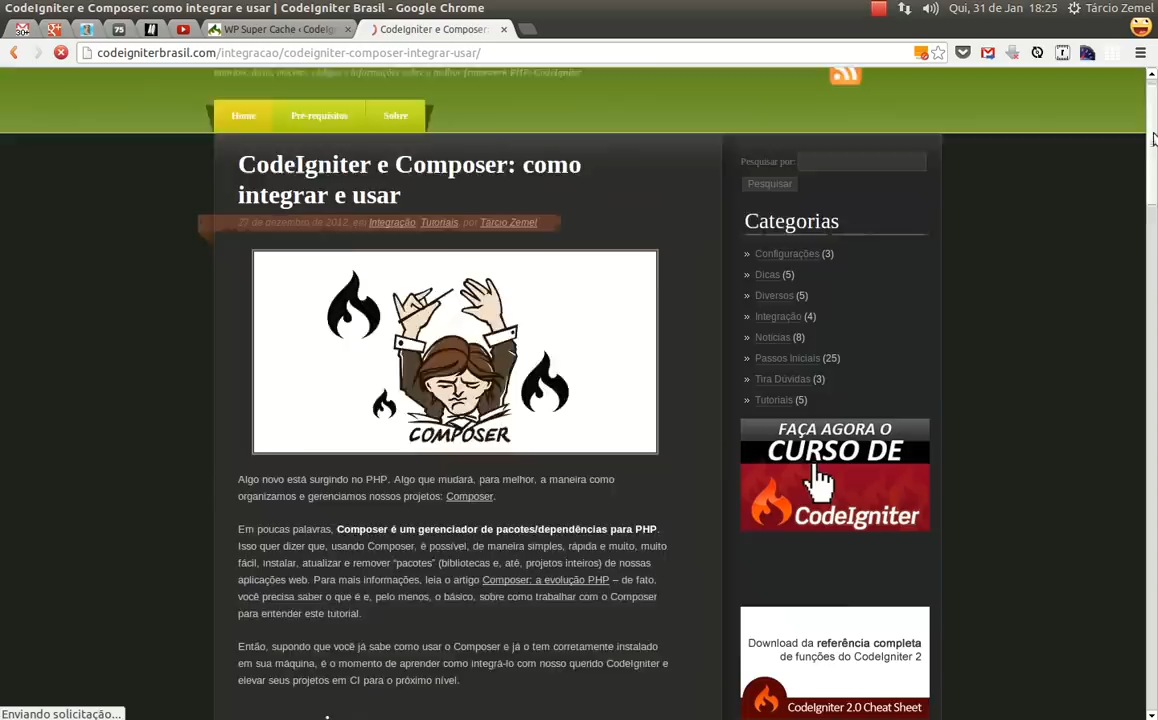 CodeIgniter e Composer: como integrar e usar | CodeIgniter Brasil - Google Chrome
Qui, 31 de Jan 18:25 Tárcio Zemel
WP Super Cache ‹ CodeIg
CodeIgniter e Composer:
codeigniterbrasil.com/integracao/codeigniter-composer-integrar-usar/
Home
Pré-requisitos
Sobre
CodeIgniter e Composer: como
integrar e usar
27 de dezembro de 2012, em Integração, Tutoriais, por Tárcio Zemel
COMPOSER
Algo novo está surgindo no PHP. Algo que mudará, para melhor, a maneira como
organizamos e gerenciamos nossos projetos: Composer.
Em poucas palavras, Composer é um gerenciador de pacotes/dependências para PHP.
Isso quer dizer que, usando Composer, é possível, de maneira simples, rápida e muito, muito
fácil, instalar, atualizar e remover “pacotes” (bibliotecas e, até, projetos inteiros) de nossas
aplicações web. Para mais informações, leia o artigo Composer: a evolução PHP – de fato,
você precisa saber o que é e, pelo menos, o básico, sobre como trabalhar com o Composer
para entender este tutorial.
Então, supondo que você já sabe como usar o Composer e já o tem corretamente instalado
em sua máquina, é o momento de aprender como integrá-lo com nosso querido CodeIgniter e
elevar seus projetos em CI para o próximo nível.
Pesquisar por:
Pesquisar
Categorias
» Configurações (3)
» Dicas (5)
» Diversos (5)
» Integração (4)
» Notícias (8)
» Passos Iniciais (25)
» Tira Dúvidas (3)
» Tutoriais (5)
FAÇA AGORA O
CURSO DE
CodeIgniter
Download da referência completa
de funções do CodeIgniter 2
CodeIgniter 2.0 Cheat Sheet
Enviando solicitação...